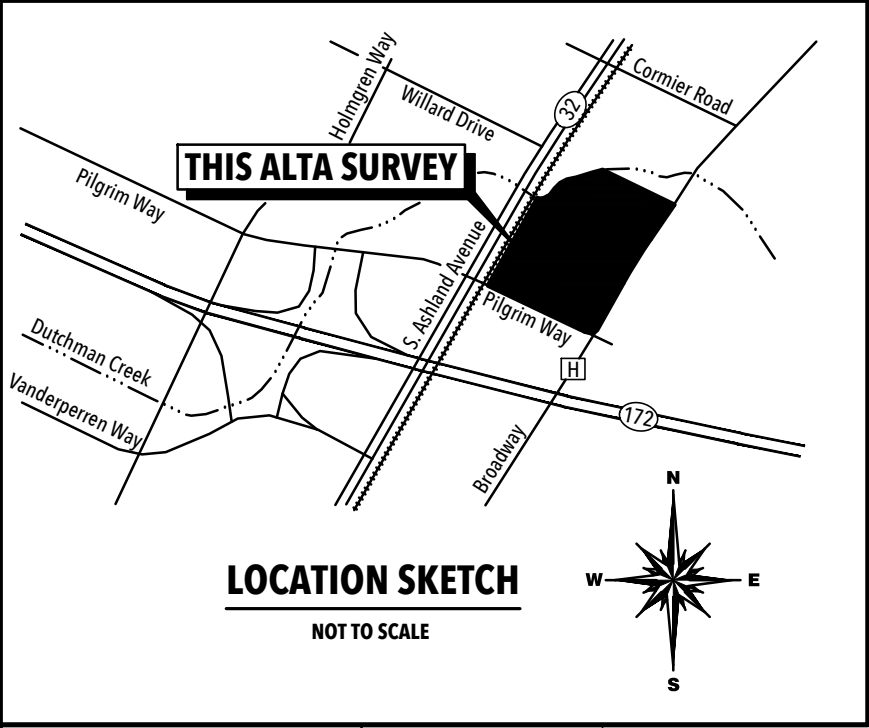 Holmgren Way
Cormier Road
Willard Drive
32
THIS ALTA SURVEY
Pilgrim Way
S. Ashland Avenue
Pilgrim Way
Dutchman Creek
H
Vanderperren Way
172
Broadway
N
W
E
S
LOCATION SKETCH
NOT TO SCALE